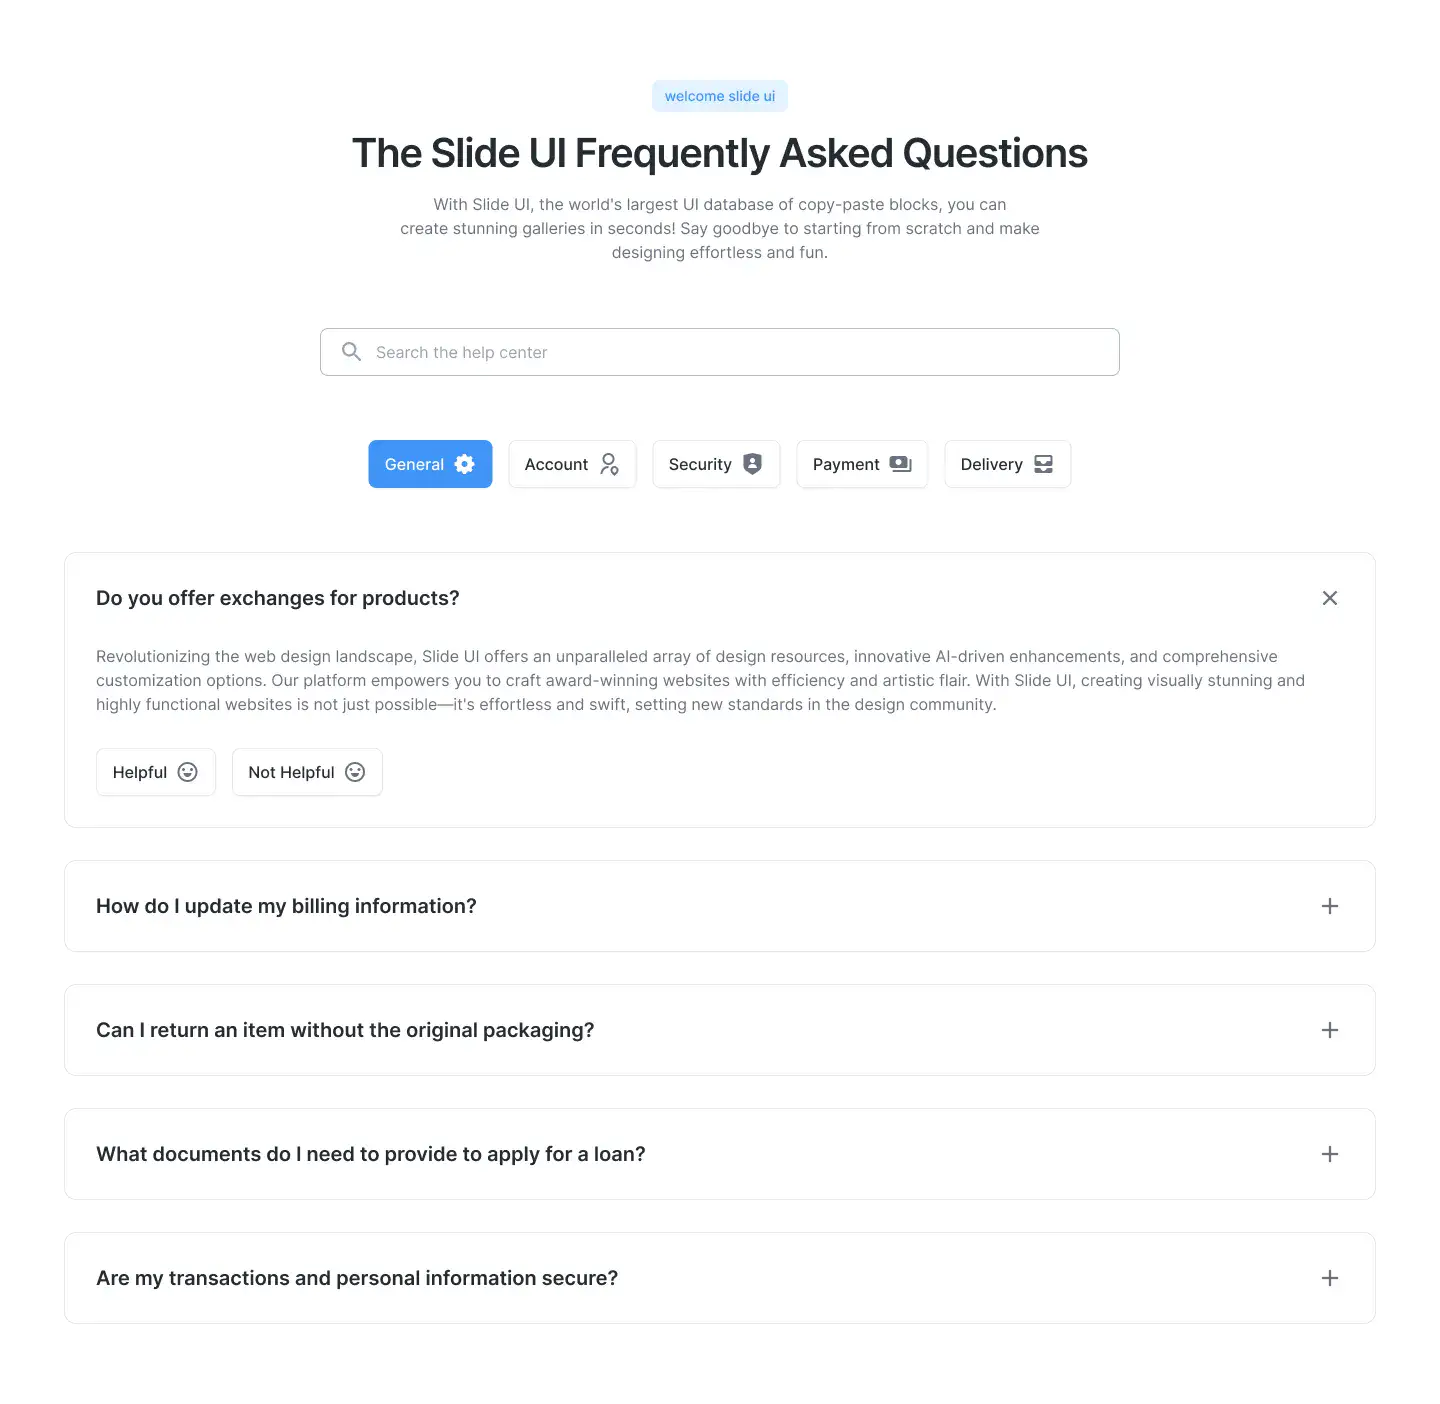 welcome slide ui
The Slide UI Frequently Asked Questions
With Slide UI, the world's largest UI database of copy-paste blocks, you can
create stunning galleries in seconds! Say goodbye to starting from scratch and make
designing effortless and fun.
Search the help center
General
Account
Security
Payment
Delivery
Do you offer exchanges for products?
Revolutionizing the web design landscape, Slide UI offers an unparalleled array of design resources, innovative AI-driven enhancements, and comprehensive
customization options. Our platform empowers you to craft award-winning websites with efficiency and artistic flair. With Slide UI, creating visually stunning and
highly functional websites is not just possible—it's effortless and swift, setting new standards in the design community.
Helpful
Not Helpful
How do I update my billing information?
Can I return an item without the original packaging?
What documents do I need to provide to apply for a loan?
Are my transactions and personal information secure?